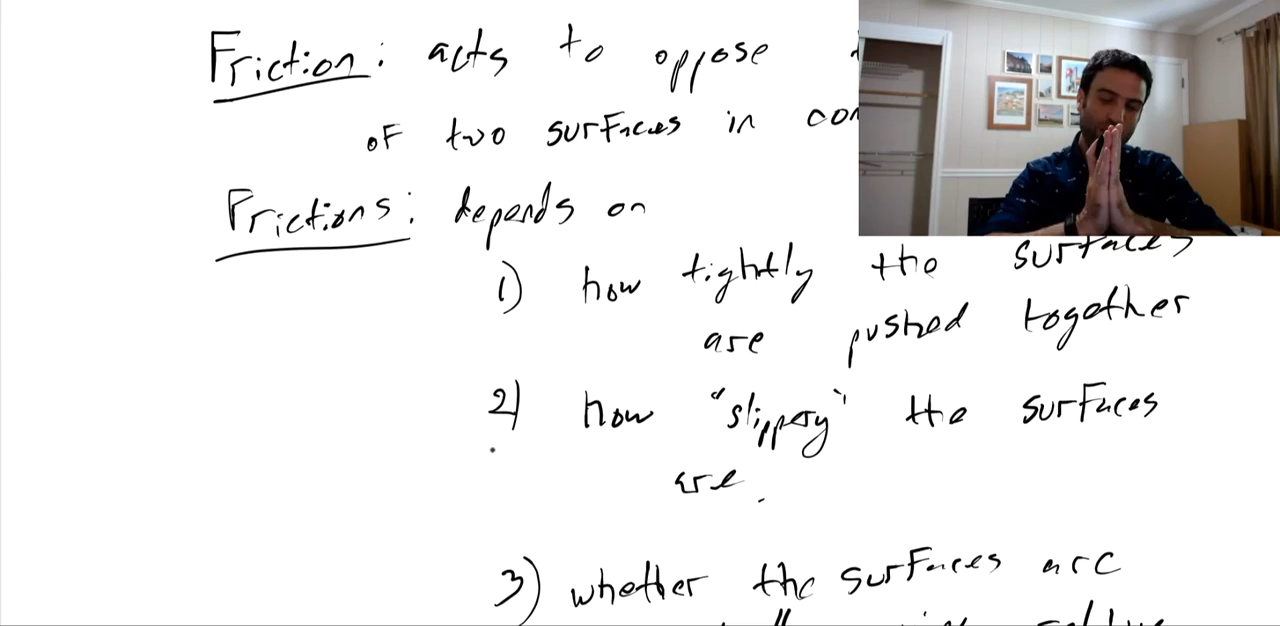 Friction: acts to oppose
of two surfaces in
Frictions: depends on
1) how tightly the surfaces
are pushed together
2) how "slippery" the surfaces
are.
3) whether the surfaces are